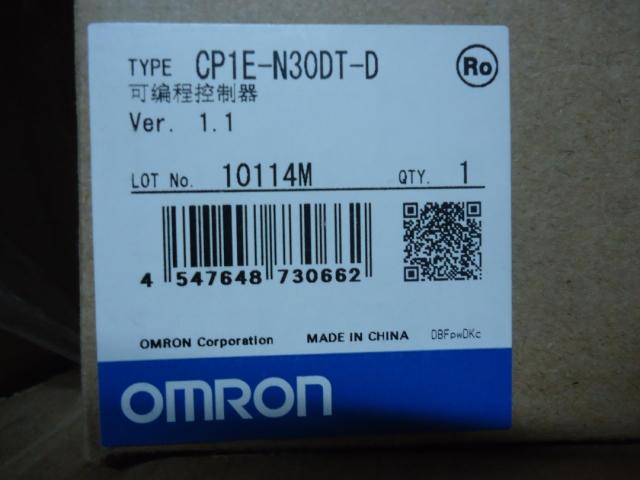 TYPE CP1E-N30DT-D Ro
可编程控制器
Ver. 1.1
LOT No. 10114M QTY. 1
4 547648 730662
OMRON Corporation MADE IN CHINA DBFpwDKc
OMRON